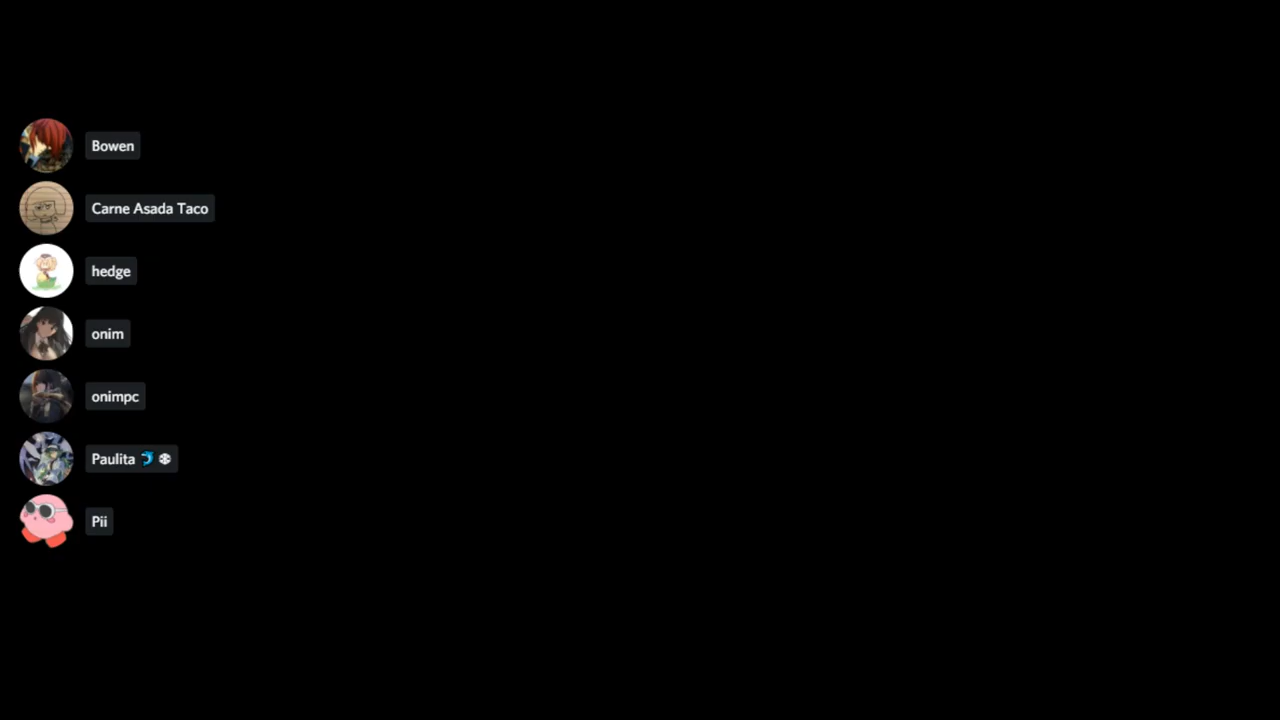 Bowen
Carne Asada Taco
hedge
onim
onimpc
Paulita 🐬 ❄
Pii